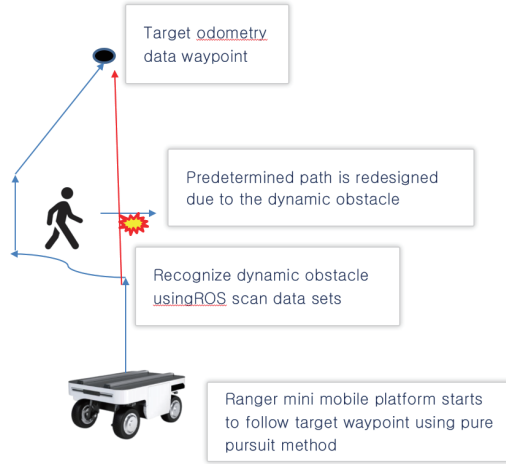 Target odometry
data waypoint
Predetermined path is redesigned
due to the dynamic obstacle
Recognize dynamic obstacle
usingROS scan data sets
Ranger mini mobile platform starts
to follow target waypoint using pure
pursuit method